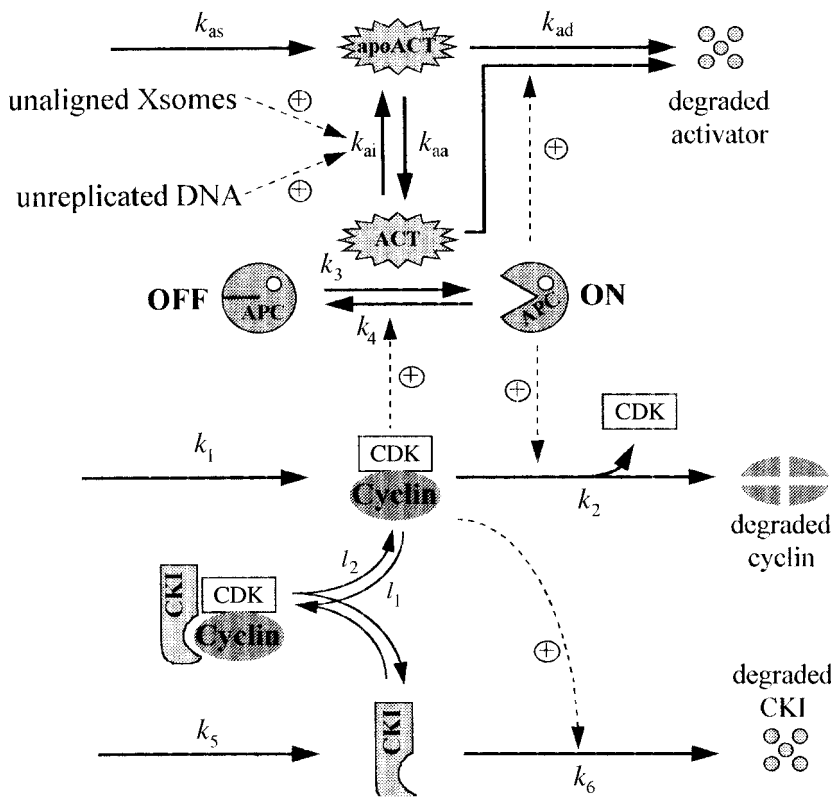 k_as
apoACT
k_ad
unaligned Xsomes
+
degraded
activator
k_ai
k_aa
+
+
unreplicated DNA
ACT
k_3
OFF
APC
APC
ON
k_4
+
+
CDK
k_1
CDK
Cyclin
k_2
degraded
cyclin
l_2
l_1
CKI
CDK
Cyclin
+
degraded
CKI
k_5
CKI
k_6